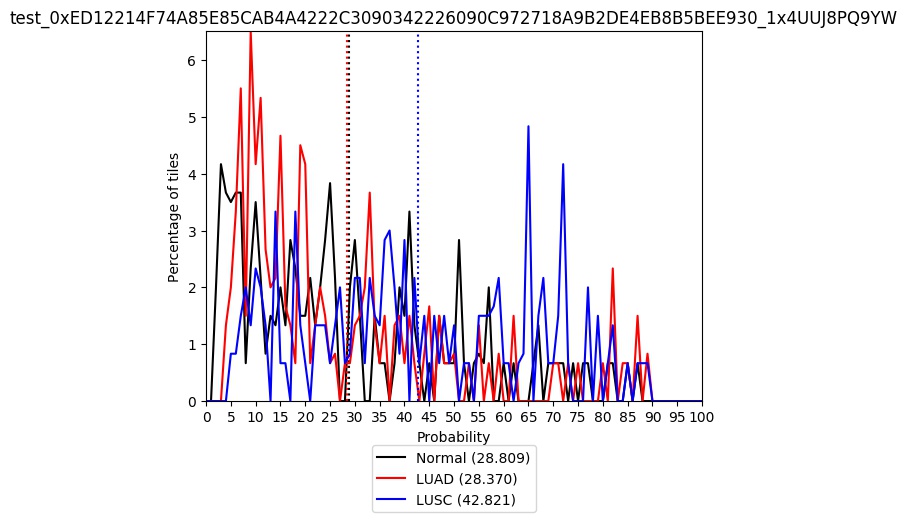 test_0xED12214F74A85E85CAB4A4222C3090342226090C972718A9B2DE4EB8B5BEE930_1x4UUJ8PQ9YW
Percentage of tiles
6
5
4
3
2
1
0
0 5 10 15 20 25 30 35 40 45 50 55 60 65 70 75 80 85 90 95 100
Probability
Normal (28.809)
LUAD (28.370)
LUSC (42.821)